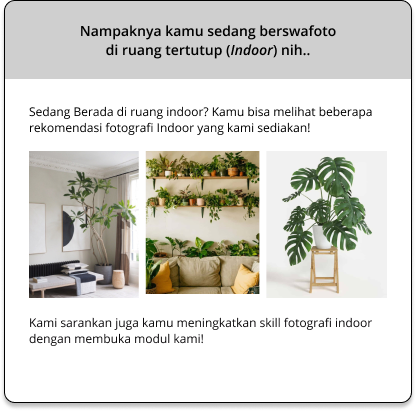 Nampaknya kamu sedang berswafoto
di ruang tertutup (Indoor) nih..
Sedang Berada di ruang indoor? Kamu bisa melihat beberapa
rekomendasi fotografi Indoor yang kami sediakan!
Kami sarankan juga kamu meningkatkan skill fotografi indoor
dengan membuka modul kami!